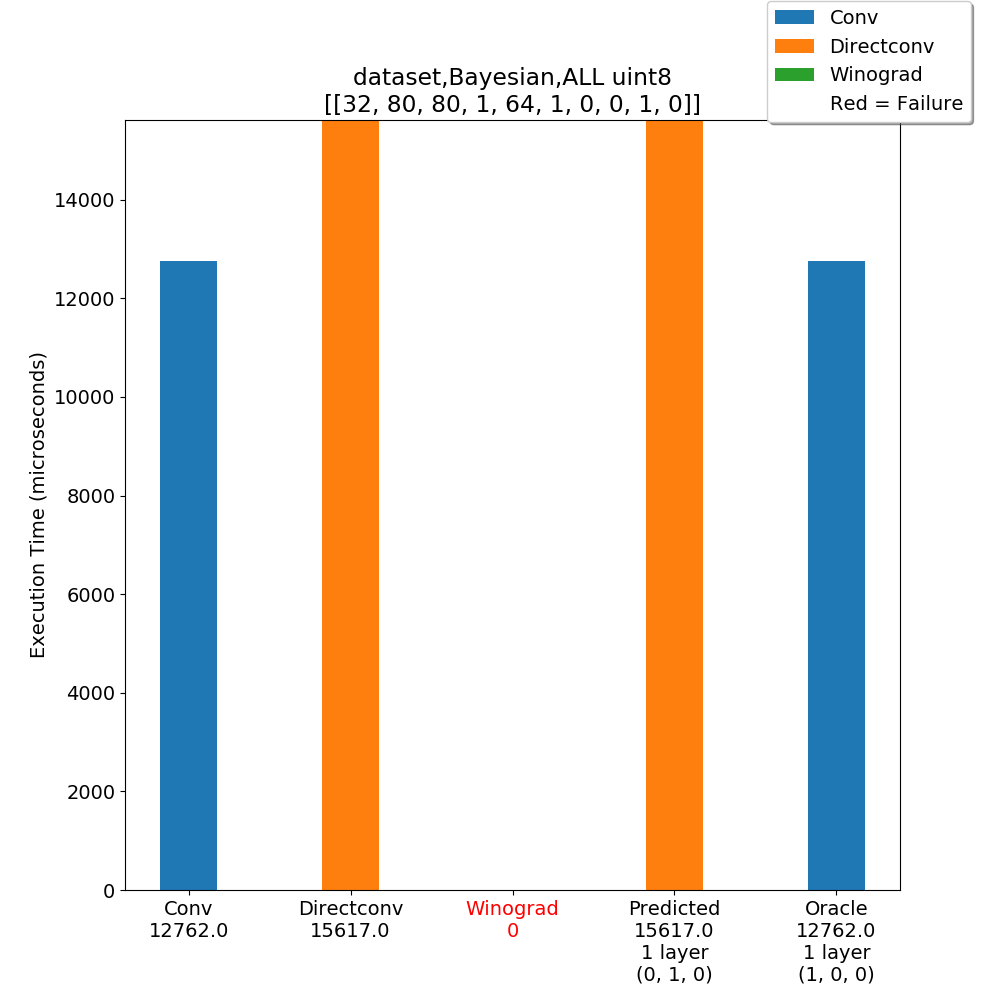 Conv
Directconv
Winograd
Red = Failure
dataset,Bayesian,ALL uint8
[[32, 80, 80, 1, 64, 1, 0, 0, 1, 0]]
Execution Time (microseconds)
14000
12000
10000
8000
6000
4000
2000
0
Conv
12762.0
Directconv
15617.0
Winograd
0
Predicted
15617.0
1 layer
(0, 1, 0)
Oracle
12762.0
1 layer
(1, 0, 0)